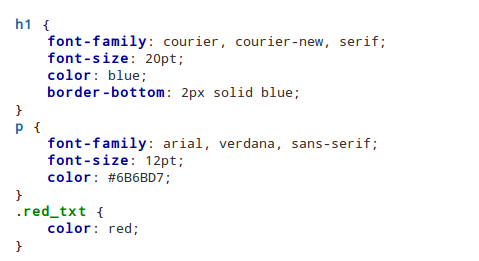 h1 {
    font-family: courier, courier-new, serif;
    font-size: 20pt;
    color: blue;
    border-bottom: 2px solid blue;
}
p {
    font-family: arial, verdana, sans-serif;
    font-size: 12pt;
    color: #6B6BD7;
}
.red_txt {
    color: red;
}